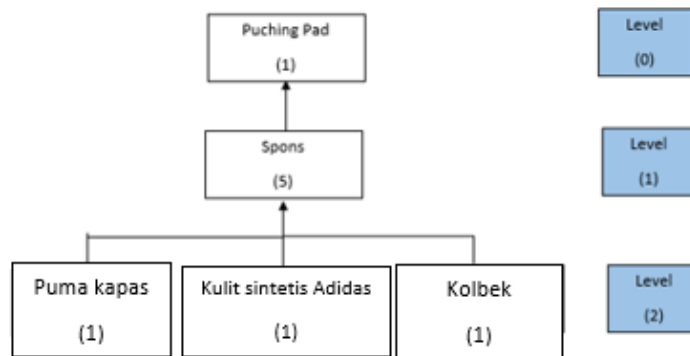 Puching Pad
(1)
Level
(0)
Spons
(5)
Level
(1)
Puma kapas
(1)
Kulit sintetis Adidas
(1)
Kolbek
(1)
Level
(2)